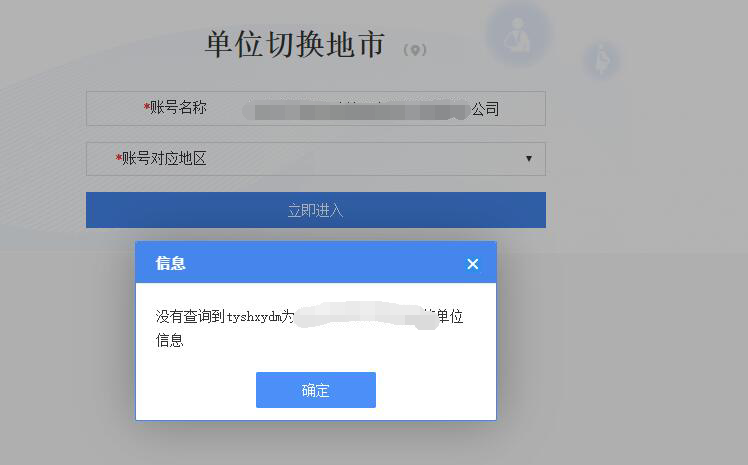 单位切换地市
*账号名称 公司
*账号对应地区
立即进入
信息
没有查询到tyshxydm为 单位
信息
确定